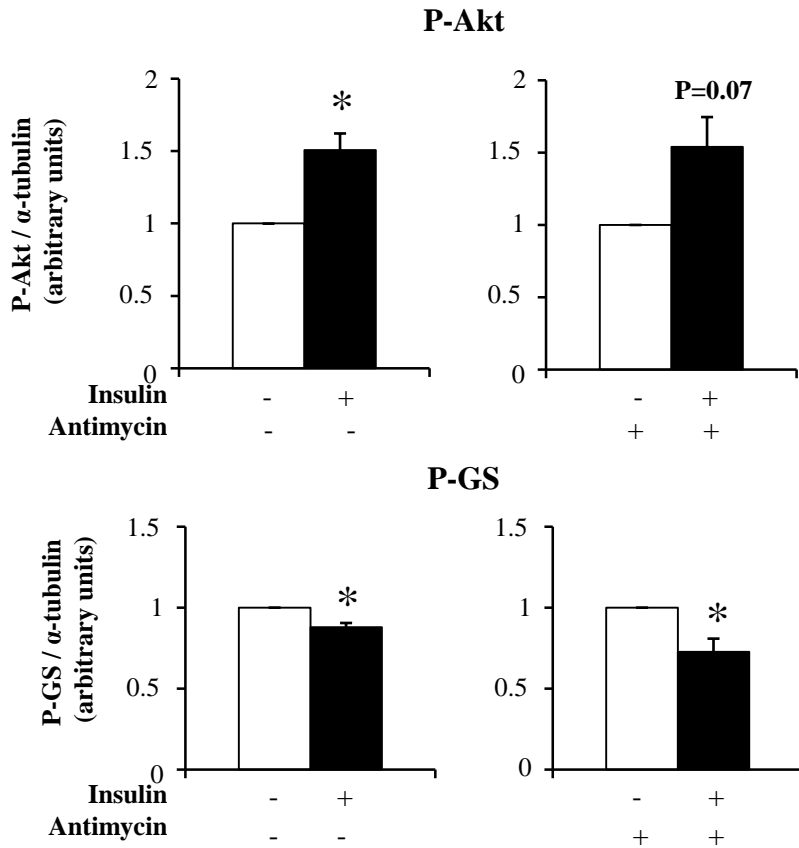 P-Akt
P-Akt / α-tubulin
(arbitrary units)
2
1.5
1
0.5
0
*
2
1.5
1
0.5
0
P=0.07
Insulin - + - +
Antimycin - - + +
P-GS
P-GS / α-tubulin
(arbitrary units)
1.5
1
0.5
0
*
1.5
1
0.5
0
*
Insulin - + - +
Antimycin - - + +